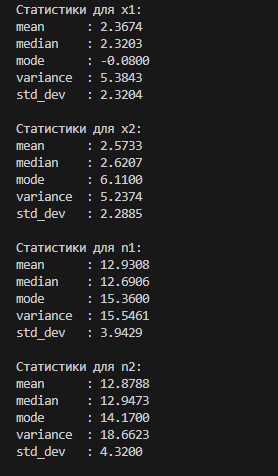 Статистики для x1:
mean : 2.3674
median : 2.3203
mode : -0.0800
variance : 5.3843
std_dev : 2.3204
Статистики для x2:
mean : 2.5733
median : 2.6207
mode : 6.1100
variance : 5.2374
std_dev : 2.2885
Статистики для n1:
mean : 12.9308
median : 12.6906
mode : 15.3600
variance : 15.5461
std_dev : 3.9429
Статистики для n2:
mean : 12.8788
median : 12.9473
mode : 14.1700
variance : 18.6623
std_dev : 4.3200